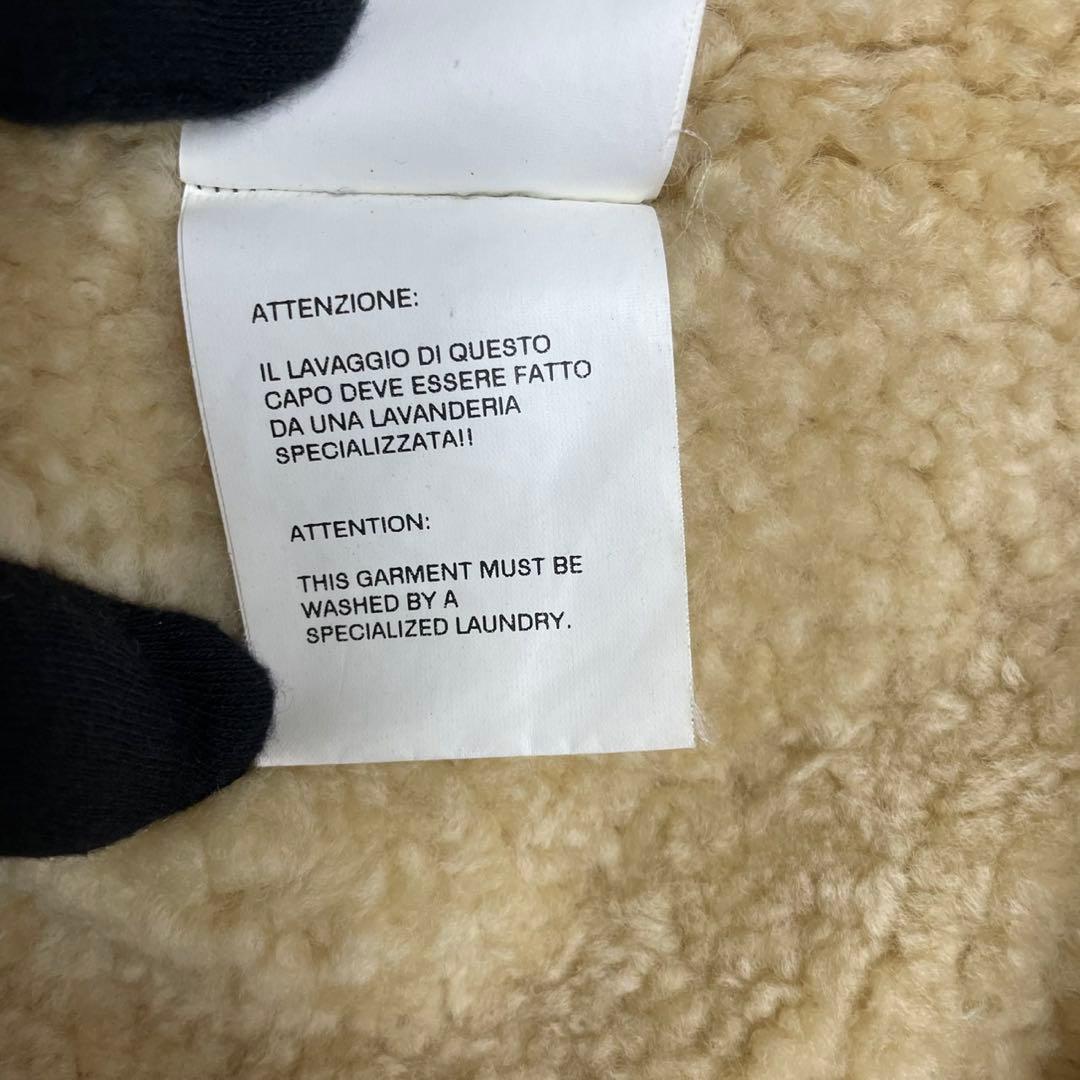 ATTENZIONE:
IL LAVAGGIO DI QUESTO
CAPO DEVE ESSERE FATTO
DA UNA LAVANDERIA
SPECIALIZZATA!!
ATTENTION:
THIS GARMENT MUST BE
WASHED BY A
SPECIALIZED LAUNDRY.